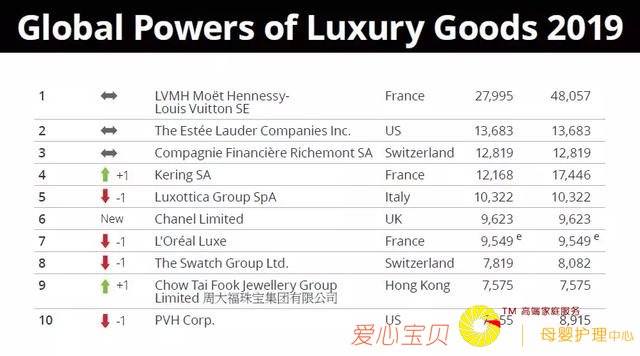 Global Powers of Luxury Goods 2019
1 LVMH Moët Hennessy- France 27,995 48,057
Louis Vuitton SE
2 The Estée Lauder Companies Inc. US 13,683 13,683
3 Compagnie Financière Richemont SA Switzerland 12,819 12,819
4 +1 Kering SA France 12,168 17,446
5 -1 Luxottica Group SpA Italy 10,322 10,322
6 New Chanel Limited UK 9,623 9,623
7 -1 L'Oréal Luxe France 9,549 e 9,549 e
8 -1 The Swatch Group Ltd. Switzerland 7,819 8,082
9 +1 Chow Tai Fook Jewellery Group Hong Kong 7,575 7,575
Limited 周大福珠宝集团有限公司
10 -1 PVH Corp. US 8,915
爱心宝贝
TM 高端家庭服务
母婴护理中心